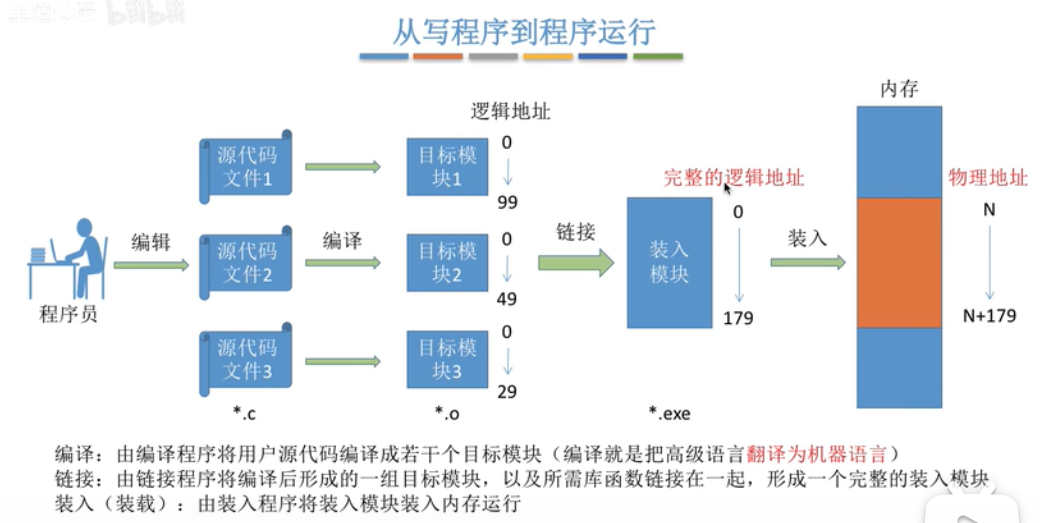 bilibili
从写程序到程序运行
内存
逻辑地址
源代码
文件1
目标模
块1
0
99
完整的逻辑地址
物理地址
程序员
编辑
源代码
文件2
编译
目标模
块2
0
49
链接
装入
模块
0
179
装入
N
N+179
源代码
文件3
目标模
块3
0
29
*.c
*.o
*.exe
编译：由编译程序将用户源代码编译成若干个目标模块（编译就是把高级语言翻译为机器语言）
链接：由链接程序将编译后形成的一组目标模块，以及所需库函数链接在一起，形成一个完整的装入模块
装入（装载）：由装入程序将装入模块装入内存运行